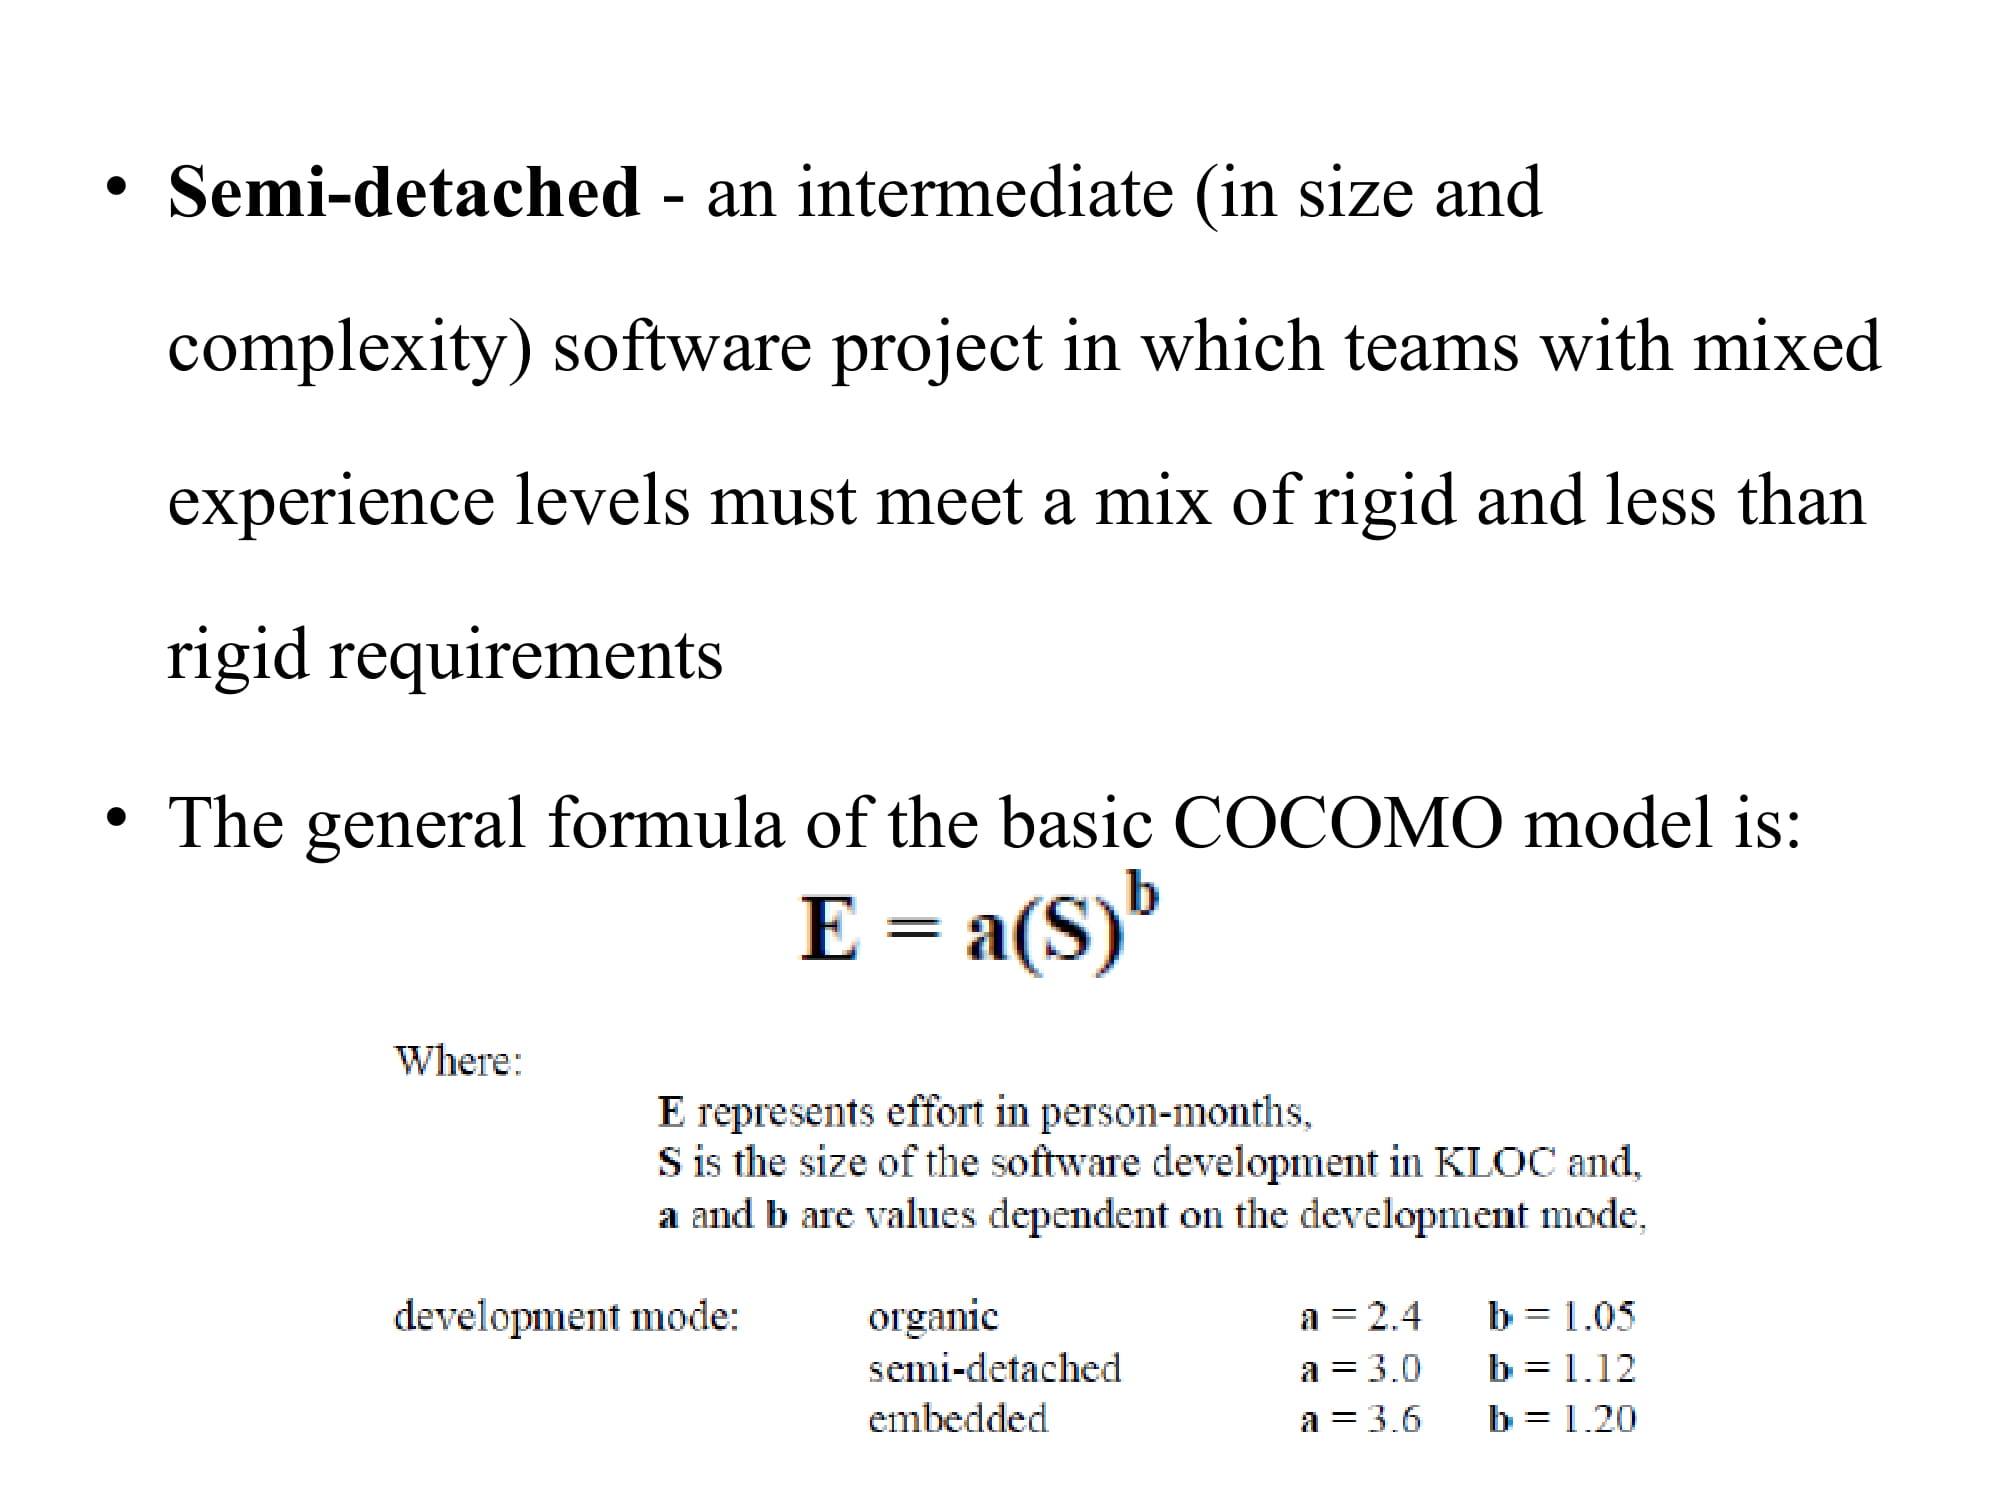 • Semi-detached - an intermediate (in size and
complexity) software project in which teams with mixed
experience levels must meet a mix of rigid and less than
rigid requirements
• The general formula of the basic COCOMO model is:
E = a(S)^b
Where:
E represents effort in person-months,
S is the size of the software development in KLOC and,
a and b are values dependent on the development mode,
development mode: organic a = 2.4 b = 1.05
semi-detached a = 3.0 b = 1.12
embedded a = 3.6 b = 1.20